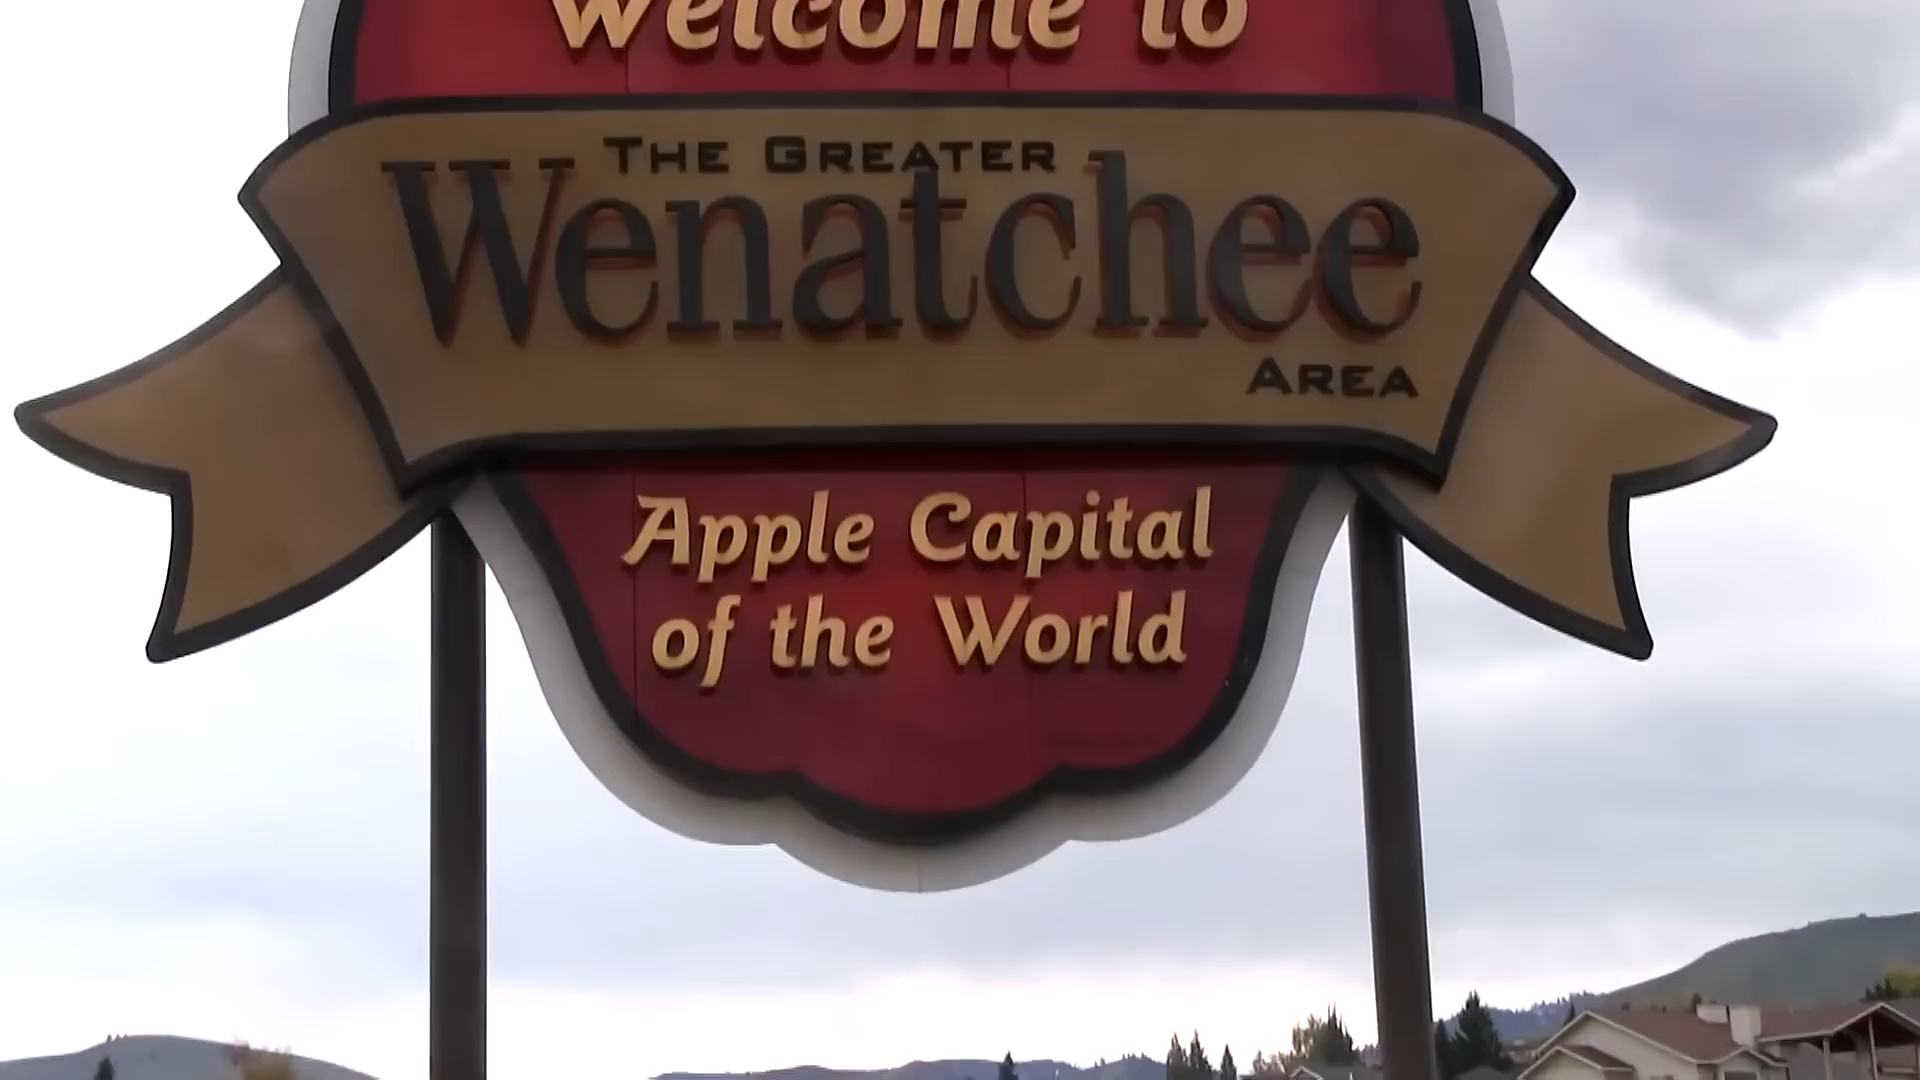 Welcome to
THE GREATER
Wenatchee
AREA
Apple Capital
of the World